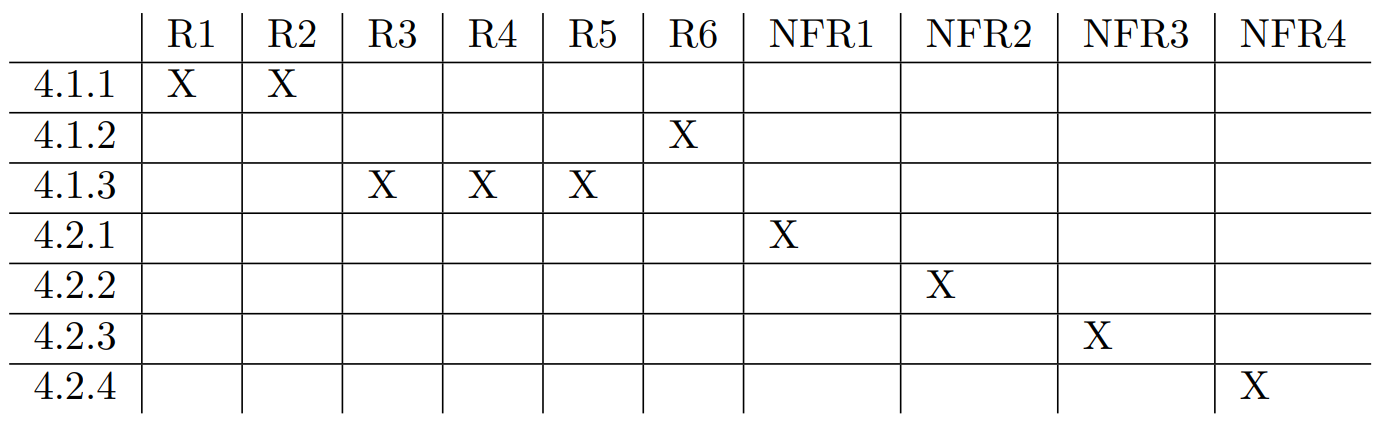 R1 R2 R3 R4 R5 R6 NFR1 NFR2 NFR3 NFR4
4.1.1 X X
4.1.2 X
4.1.3 X X X
4.2.1 X
4.2.2 X
4.2.3 X
4.2.4 X